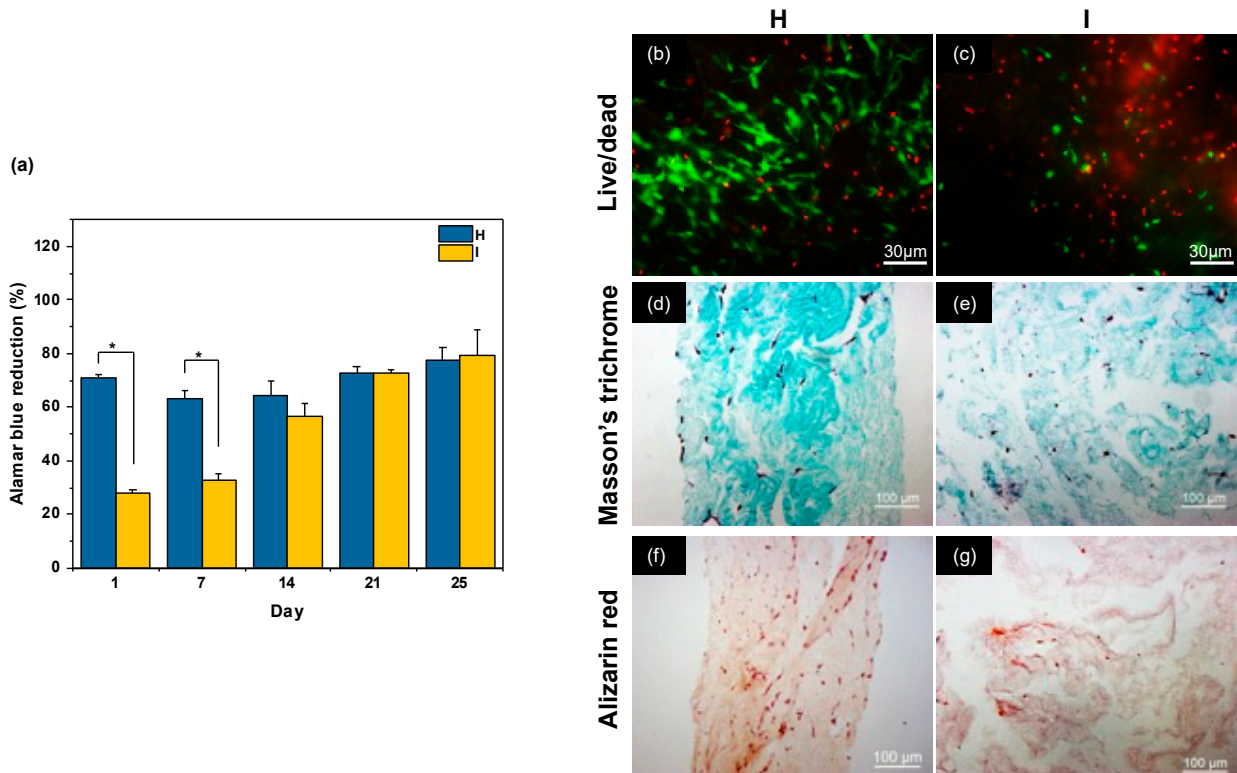 (a)
Alamar blue reduction (%)
120
100
80
60
40
20
0
H
I
*
*
1 7 14 21 25
Day
H I
Live/dead
(b)
30µm
(c)
30µm
Masson's trichrome
(d)
100 µm
(e)
100 µm
Alizarin red
(f)
100 µm
(g)
100 µm